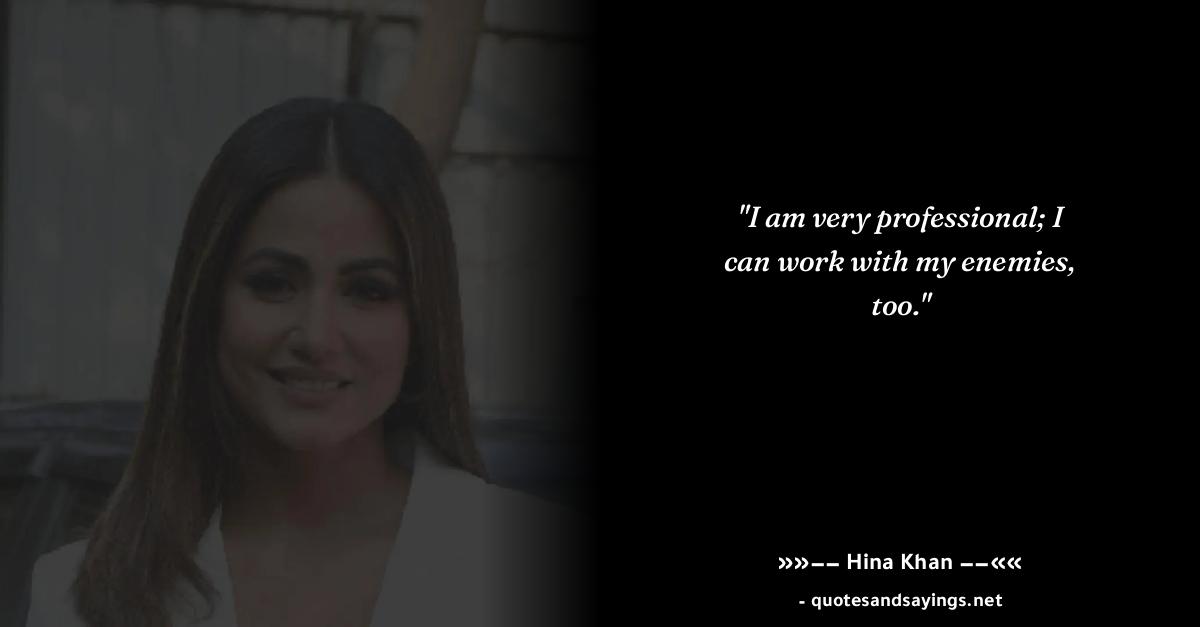 "I am very professional; I
can work with my enemies,
too."
»»−− Hina Khan −−««
- quotesandsayings.net